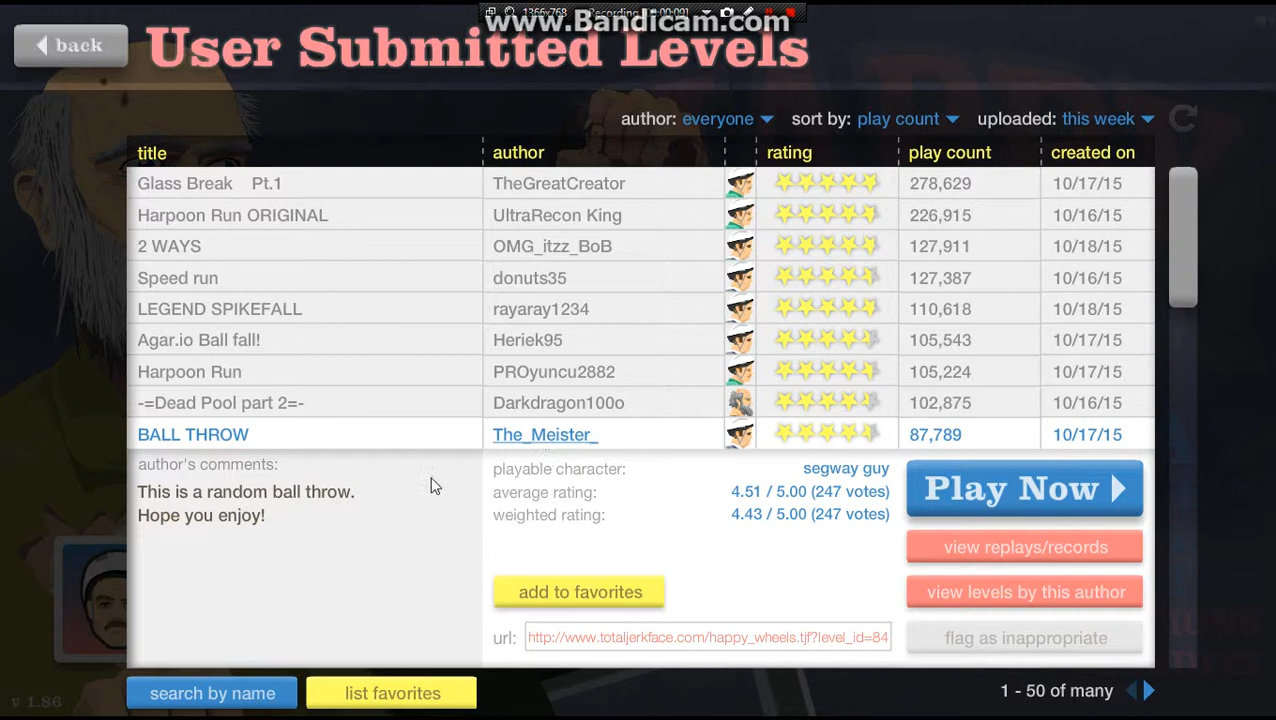 1366x768 Recording
www.Bandicam.com
back
User Submitted Levels
author: everyone sort by: play count uploaded: this week
title author rating play count created on
Glass Break Pt.1 TheGreatCreator 278,629 10/17/15
Harpoon Run ORIGINAL UltraRecon King 226,915 10/16/15
2 WAYS OMG_itzz_BoB 127,911 10/18/15
Speed run donuts35 127,387 10/16/15
LEGEND SPIKEFALL rayaray1234 110,618 10/18/15
Agar.io Ball fall! Heriek95 105,543 10/17/15
Harpoon Run PROyuncu2882 105,224 10/17/15
-=Dead Pool part 2=- Darkdragon100o 102,875 10/16/15
BALL THROW The_Meister_ 87,789 10/17/15
author's comments:
This is a random ball throw.
Hope you enjoy!
playable character: segway guy
average rating: 4.51 / 5.00 (247 votes)
weighted rating: 4.43 / 5.00 (247 votes)
Play Now
view replays/records
add to favorites
view levels by this author
url: http://www.totaljerkface.com/happy_wheels.tjf?level_id=84
flag as inappropriate
search by name list favorites 1 - 50 of many
v 1.86